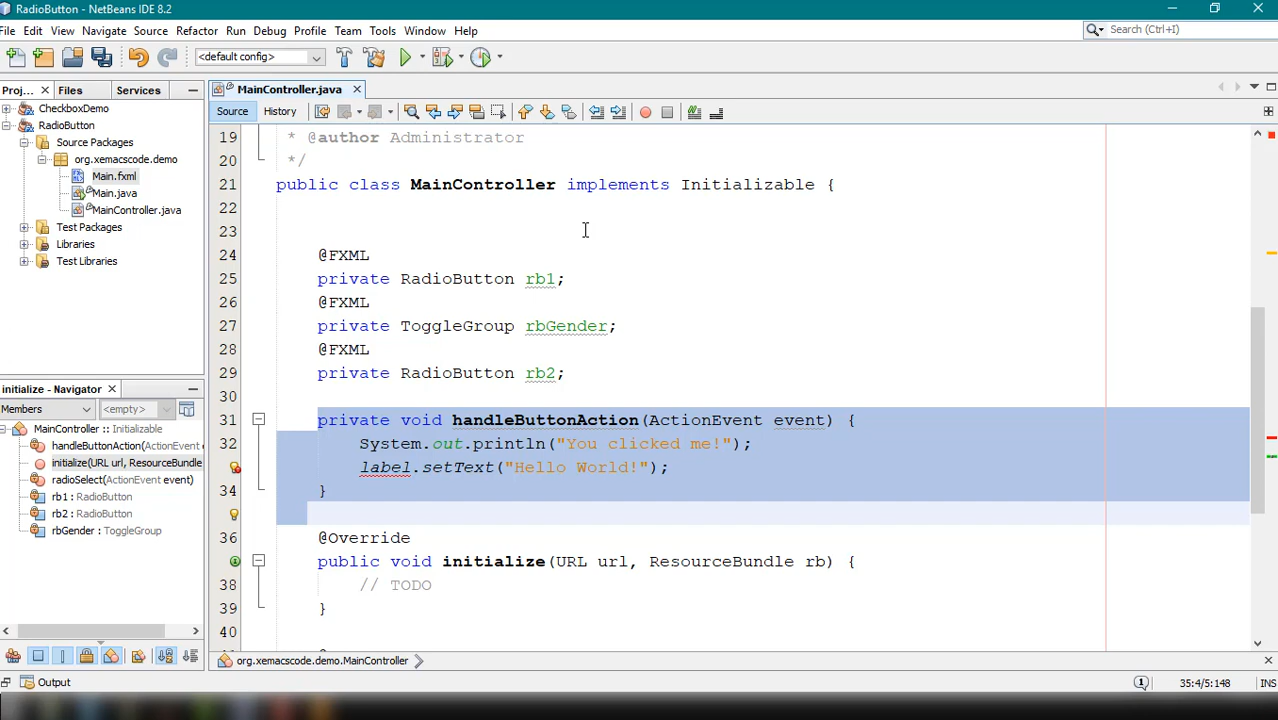 RadioButton - NetBeans IDE 8.2
File Edit View Navigate Source Refactor Run Debug Profile Team Tools Window Help
Search (Ctrl+I)
<default config>
Proj... Files Services
MainController.java
CheckboxDemo
RadioButton
Source Packages
org.xemacscode.demo
Main.fxml
Main.java
MainController.java
Test Packages
Libraries
Test Libraries
Source History
19 * @author Administrator
20 */
21 public class MainController implements Initializable {
22
23
24 @FXML
25 private RadioButton rb1;
26 @FXML
27 private ToggleGroup rbGender;
28 @FXML
29 private RadioButton rb2;
30
31 private void handleButtonAction(ActionEvent event) {
32 System.out.println("You clicked me!");
label.setText("Hello World!");
34 }
36 @Override
public void initialize(URL url, ResourceBundle rb) {
38 // TODO
39 }
40
initialize - Navigator
Members <empty>
MainController :: Initializable
handleButtonAction(ActionEvent
initialize(URL url, ResourceBundle
radioSelect(ActionEvent event)
rb1 : RadioButton
rb2 : RadioButton
rbGender : ToggleGroup
org.xemacscode.demo.MainController
Output
1
35:4/5:148
INS